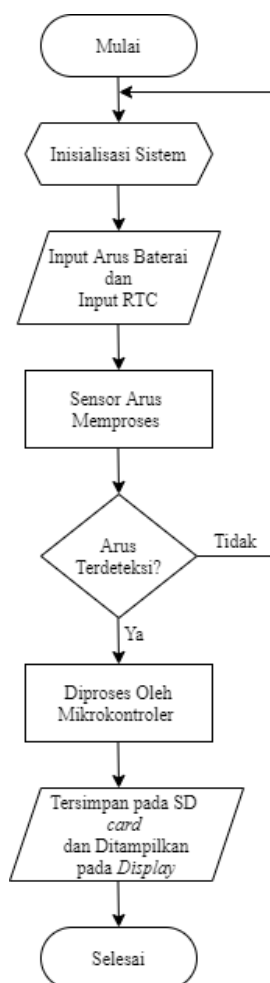 Mulai
Inisialisasi Sistem
Input Arus Baterai
dan
Input RTC
Sensor Arus
Memproses
Arus
Terdeteksi?
Tidak
Ya
Diproses Oleh
Mikrokontroler
Tersimpan pada SD
card
dan Ditampilkan
pada Display
Selesai